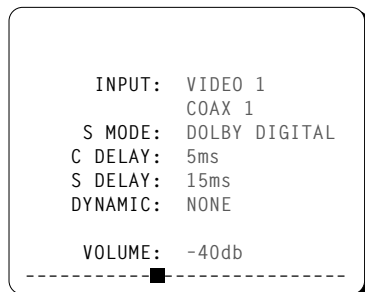 INPUT: VIDEO 1
COAX 1
S MODE: DOLBY DIGITAL
C DELAY: 5ms
S DELAY: 15ms
DYNAMIC: NONE
VOLUME: -40db